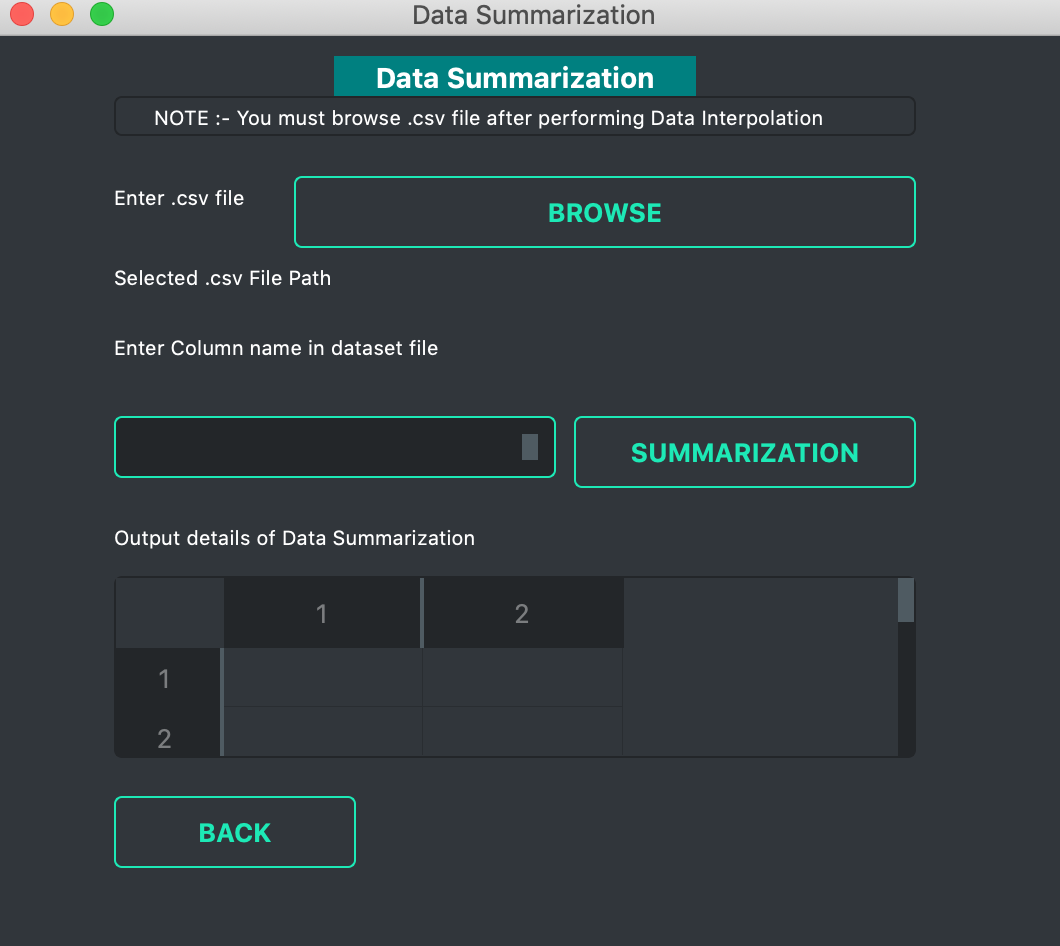 Data Summarization
Data Summarization
NOTE :- You must browse .csv file after performing Data Interpolation
Enter .csv file
BROWSE
Selected .csv File Path
Enter Column name in dataset file
SUMMARIZATION
Output details of Data Summarization
1 2
1
2
BACK